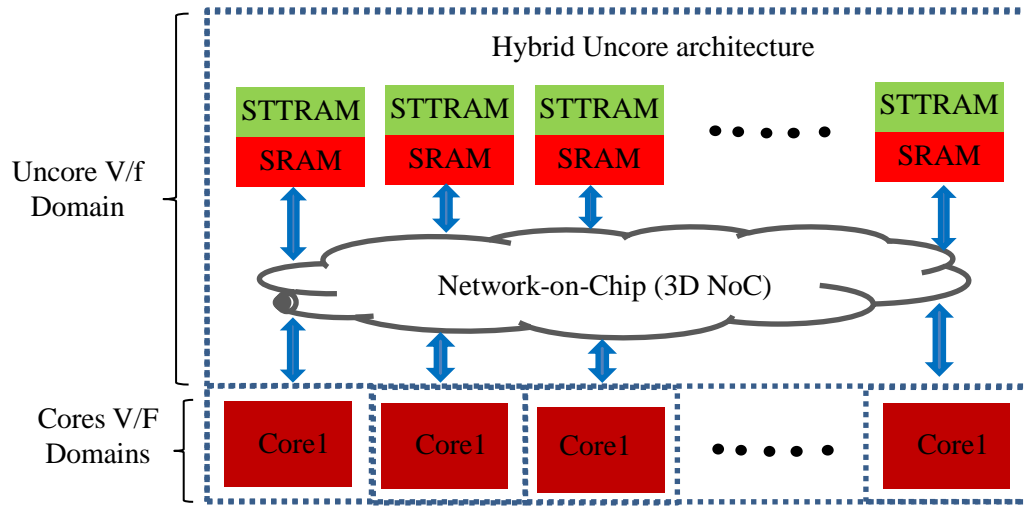 Hybrid Uncore architecture
STTRAM STTRAM STTRAM STTRAM
SRAM SRAM SRAM SRAM
Uncore V/f
Domain
Network-on-Chip (3D NoC)
Cores V/F
Domains
Core1 Core1 Core1 Core1